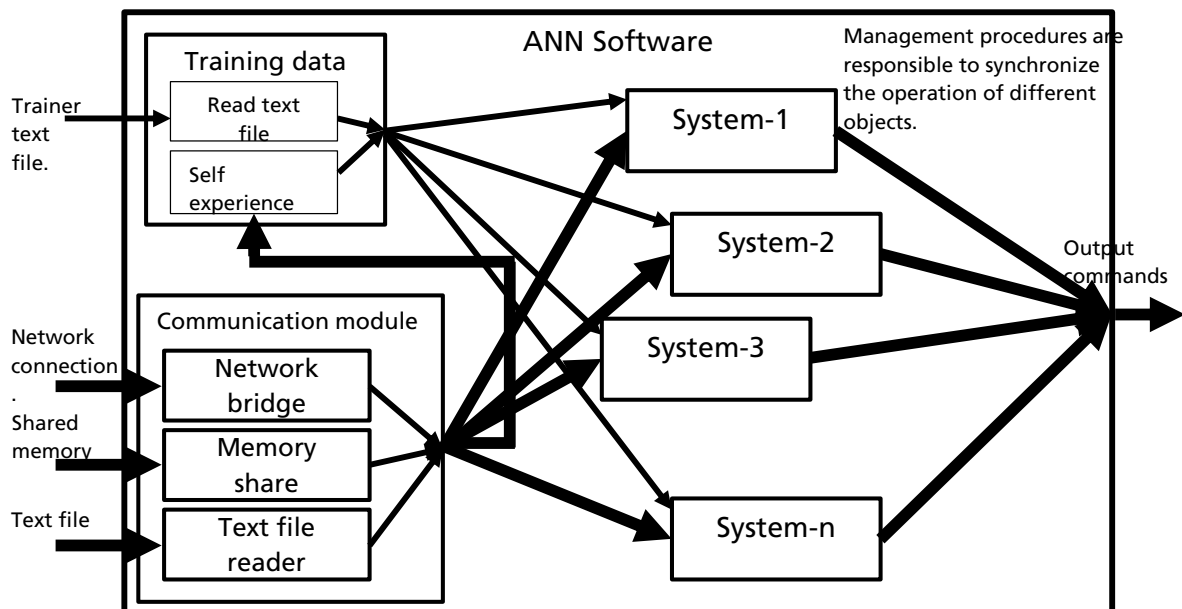 ANN Software
Management procedures are
responsible to synchronize
the operation of different
objects.
Training data
Trainer
text
file.
Read text
file
Self
experience
System-1
System-2
System-3
System-n
Output
commands
Communication module
Network
connection
.
Network
bridge
Shared
memory
Memory
share
Text file
Text file
reader